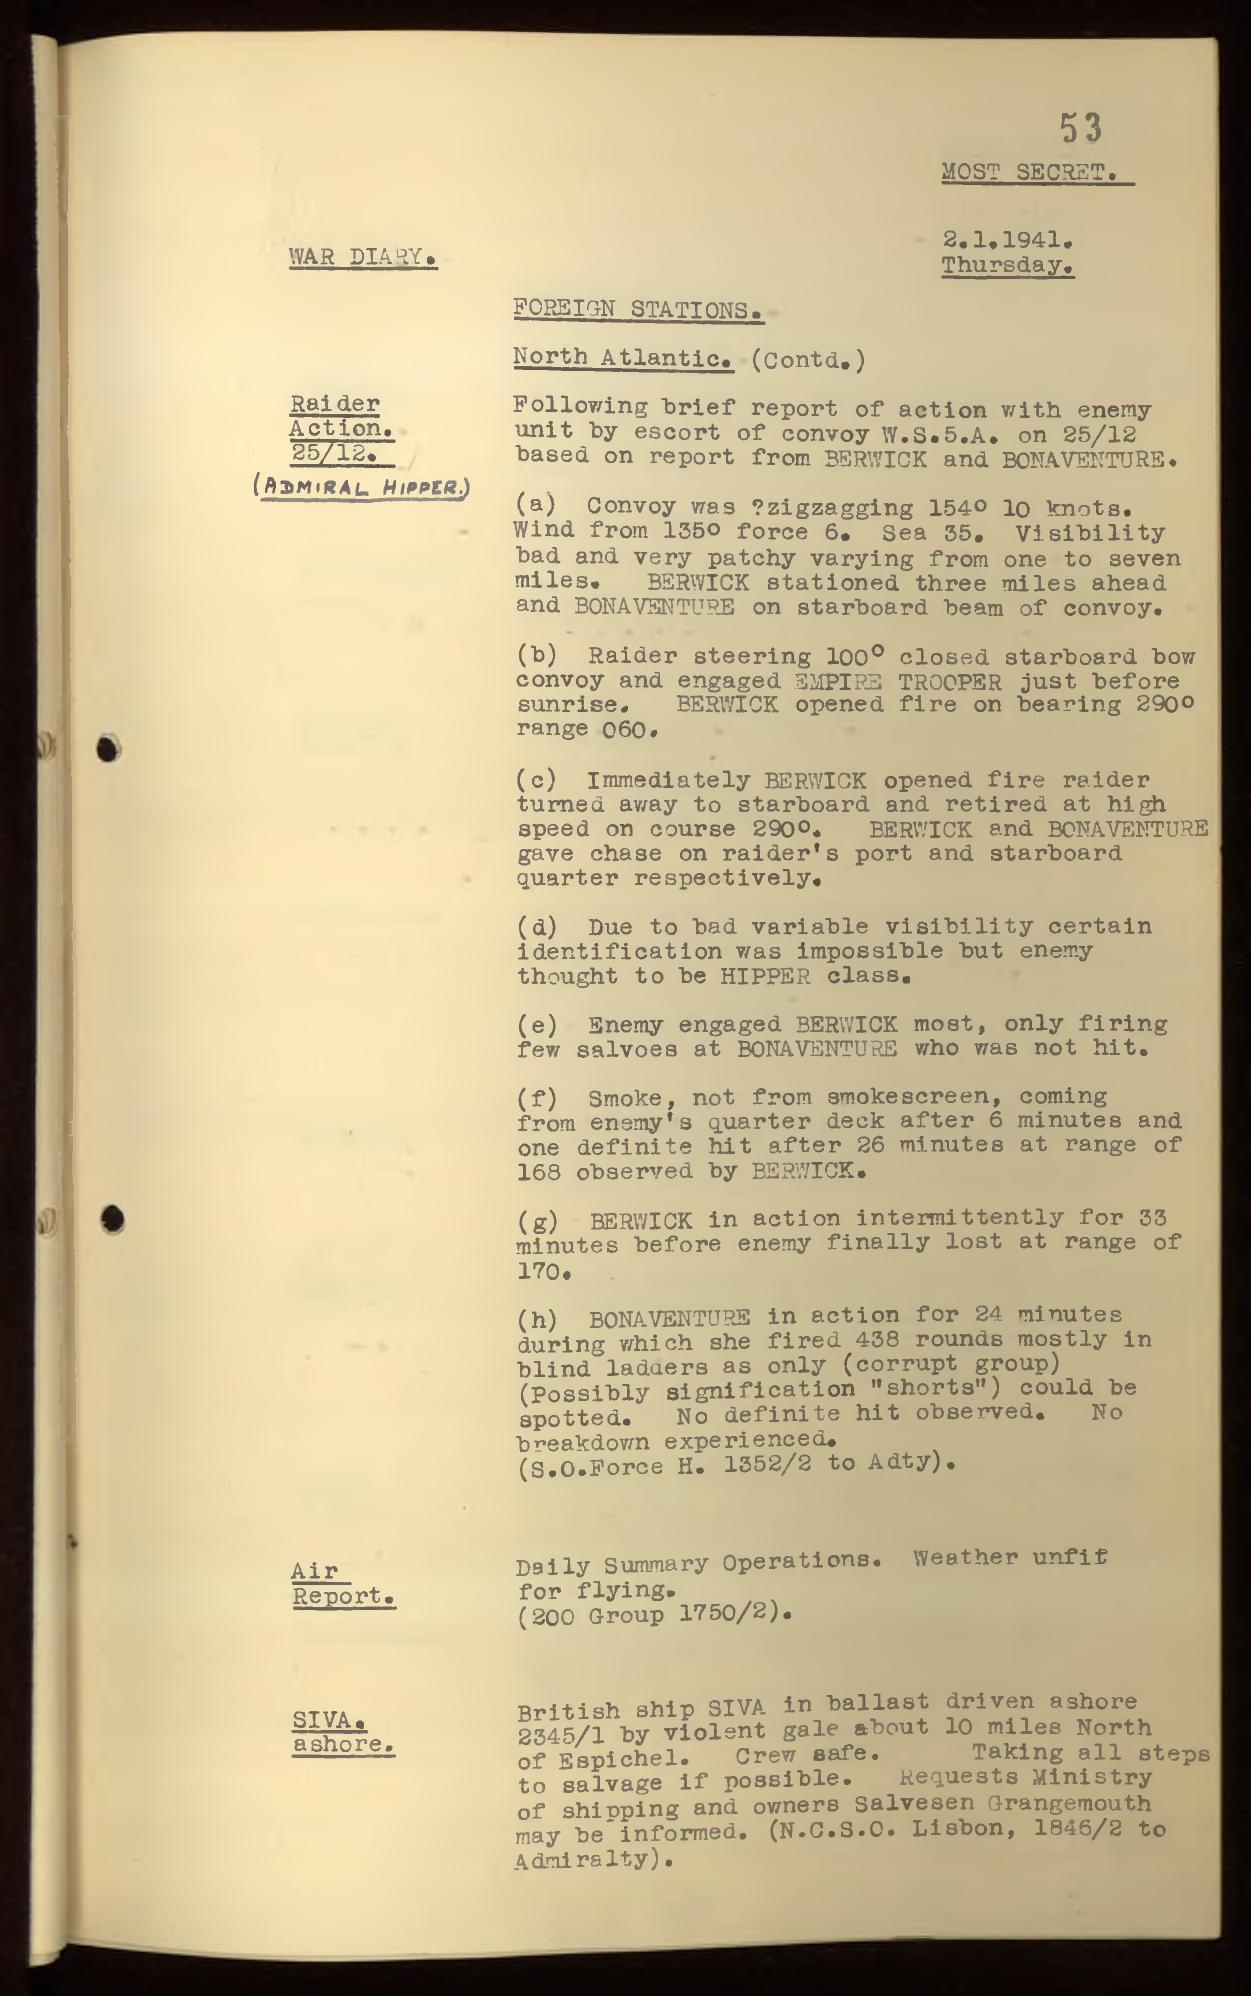 53
MOST SECRET.
2.1.1941.
WAR DIARY.
Thursday.
FOREIGN STATIONS.
North Atlantic. (Contd.)
Raider
Action.
25/12.
(ADMIRAL HIPPER.)
Following brief report of action with enemy
unit by escort of convoy W.S.5.A. on 25/12
based on report from BERWICK and BONAVENTURE.
(a) Convoy was ?zigzagging 154° 10 knots.
Wind from 135° force 6. Sea 35. Visibility
bad and very patchy varying from one to seven
miles. BERWICK stationed three miles ahead
and BONAVENTURE on starboard beam of convoy.
(b) Raider steering 100° closed starboard bow
convoy and engaged EMPIRE TROOPER just before
sunrise. BERWICK opened fire on bearing 290°
range 060.
(c) Immediately BERWICK opened fire raider
turned away to starboard and retired at high
speed on course 290°. BERWICK and BONAVENTURE
gave chase on raider's port and starboard
quarter respectively.
(d) Due to bad variable visibility certain
identification was impossible but enemy
thought to be HIPPER class.
(e) Enemy engaged BERWICK most, only firing
few salvoes at BONAVENTURE who was not hit.
(f) Smoke, not from smokescreen, coming
from enemy's quarter deck after 6 minutes and
one definite hit after 26 minutes at range of
168 observed by BERWICK.
(g) BERWICK in action intermittently for 33
minutes before enemy finally lost at range of
170.
(h) BONAVENTURE in action for 24 minutes
during which she fired 438 rounds mostly in
blind ladders as only (corrupt group)
(Possibly signification "shorts") could be
spotted. No definite hit observed. No
breakdown experienced.
(S.O.Force H. 1352/2 to Adty).
Air
Report.
Daily Summary Operations. Weather unfit
for flying.
(200 Group 1750/2).
SIVA.
ashore.
British ship SIVA in ballast driven ashore
2345/1 by violent gale about 10 miles North
of Espichel. Crew safe. Taking all steps
to salvage if possible. Requests Ministry
of shipping and owners Salvesen Grangemouth
may be informed. (N.C.S.O. Lisbon, 1846/2 to
Admiralty).